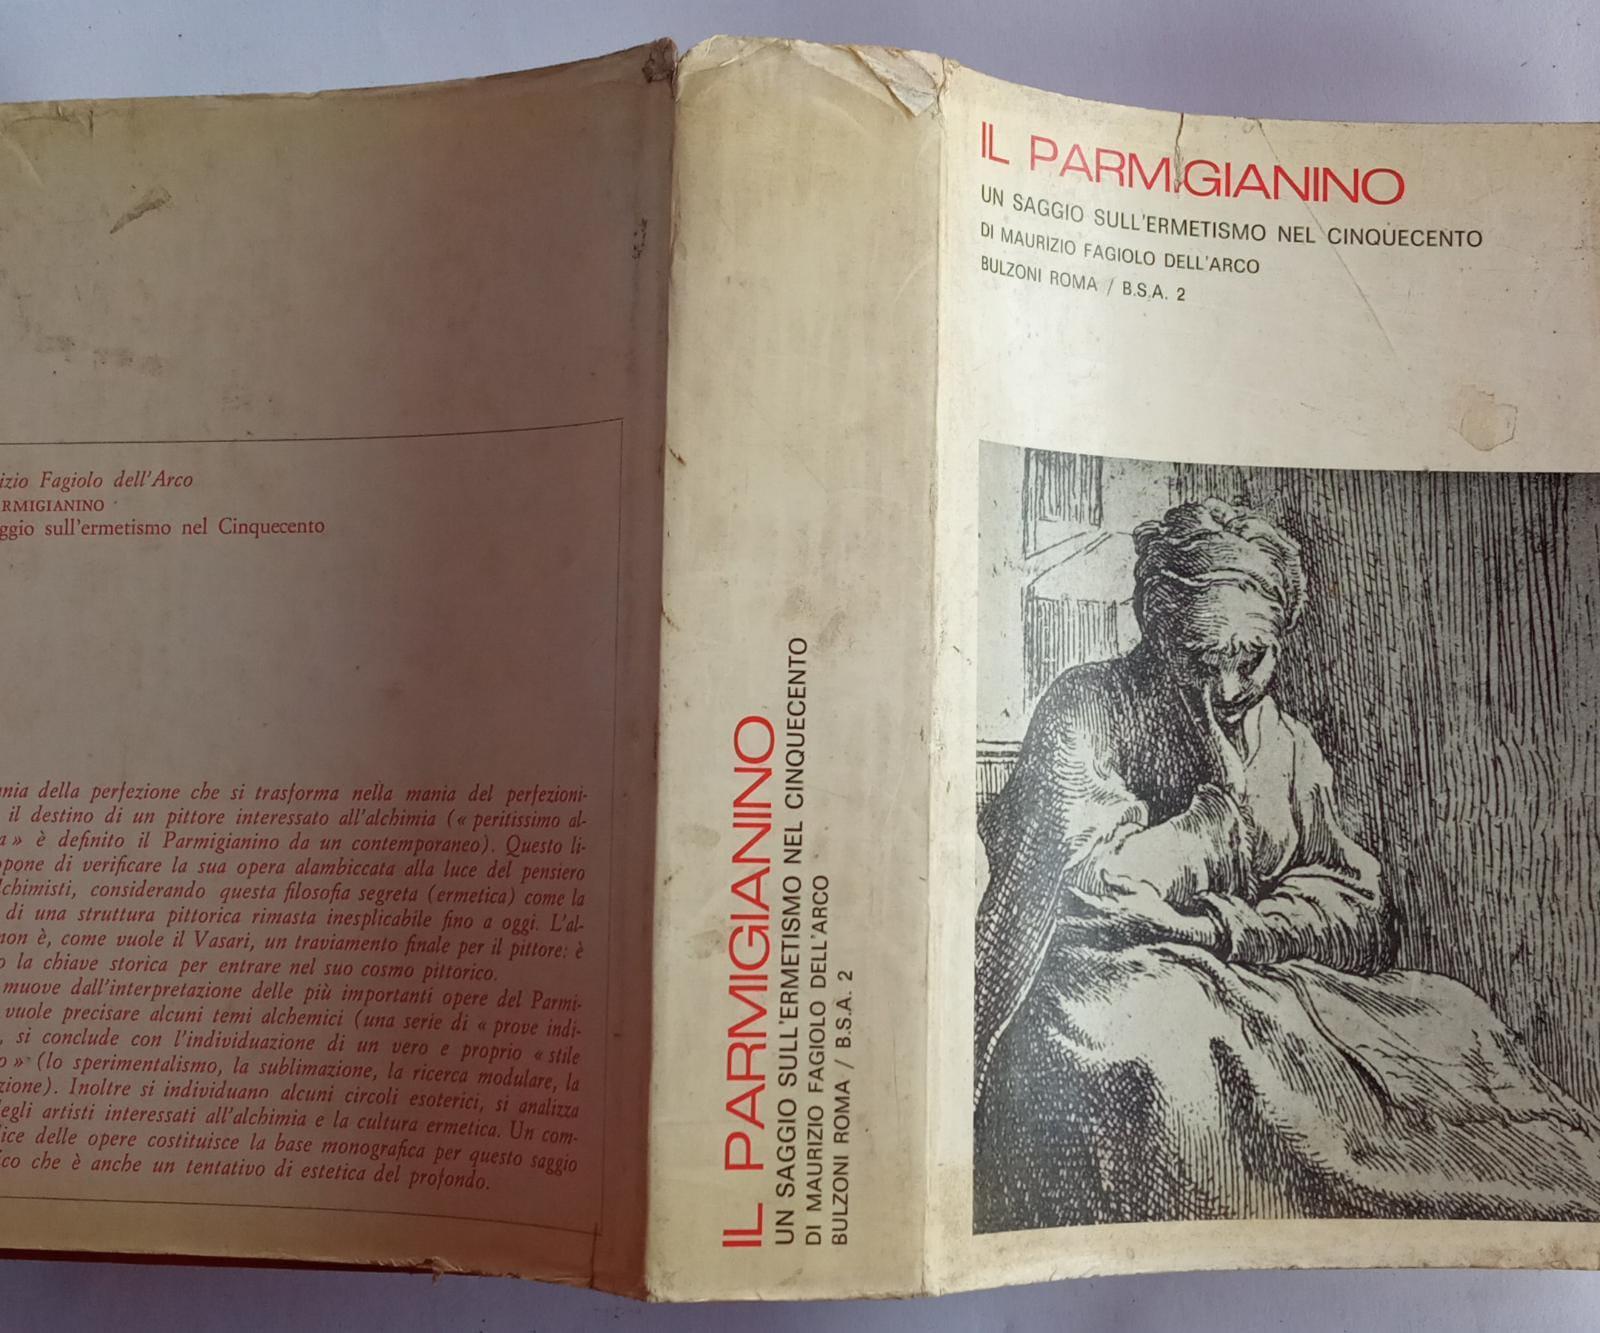 IL PARMIGIANINO
UN SAGGIO SULL'ERMETISMO NEL CINQUECENTO
DI MAURIZIO FAGIOLO DELL'ARCO
BULZONI ROMA / B.S.A. 2
IL PARMIGIANINO
UN SAGGIO SULL'ERMETISMO NEL CINQUECENTO
DI MAURIZIO FAGIOLO DELL'ARCO
BULZONI ROMA / B.S.A. 2
izio Fagiolo dell'Arco
RMIGIANINO
ggio sull'ermetismo nel Cinquecento
nia della perfezione che si trasforma nella mania del perfezioni-
il destino di un pittore interessato all'alchimia (« peritissimo al-
a » è definito il Parmigianino da un contemporaneo). Questo li-
pone di verificare la sua opera alambiccata alla luce del pensiero
lchimisti, considerando questa filosofia segreta (ermetica) come la
di una struttura pittorica rimasta inesplicabile fino a oggi. L'al-
non è, come vuole il Vasari, un traviamento finale per il pittore: è
o la chiave storica per entrare nel suo cosmo pittorico.
muove dall'interpretazione delle più importanti opere del Parmi-
vuole precisare alcuni temi alchemici (una serie di « prove indi-
, si conclude con l'individuazione di un vero e proprio « stile
o » (lo sperimentalismo, la sublimazione, la ricerca modulare, la
zione). Inoltre si individuano alcuni circoli esoterici, si analizza
egli artisti interessati all'alchimia e la cultura ermetica. Un com-
ice delle opere costituisce la base monografica per questo saggio
co che è anche un tentativo di estetica del profondo.